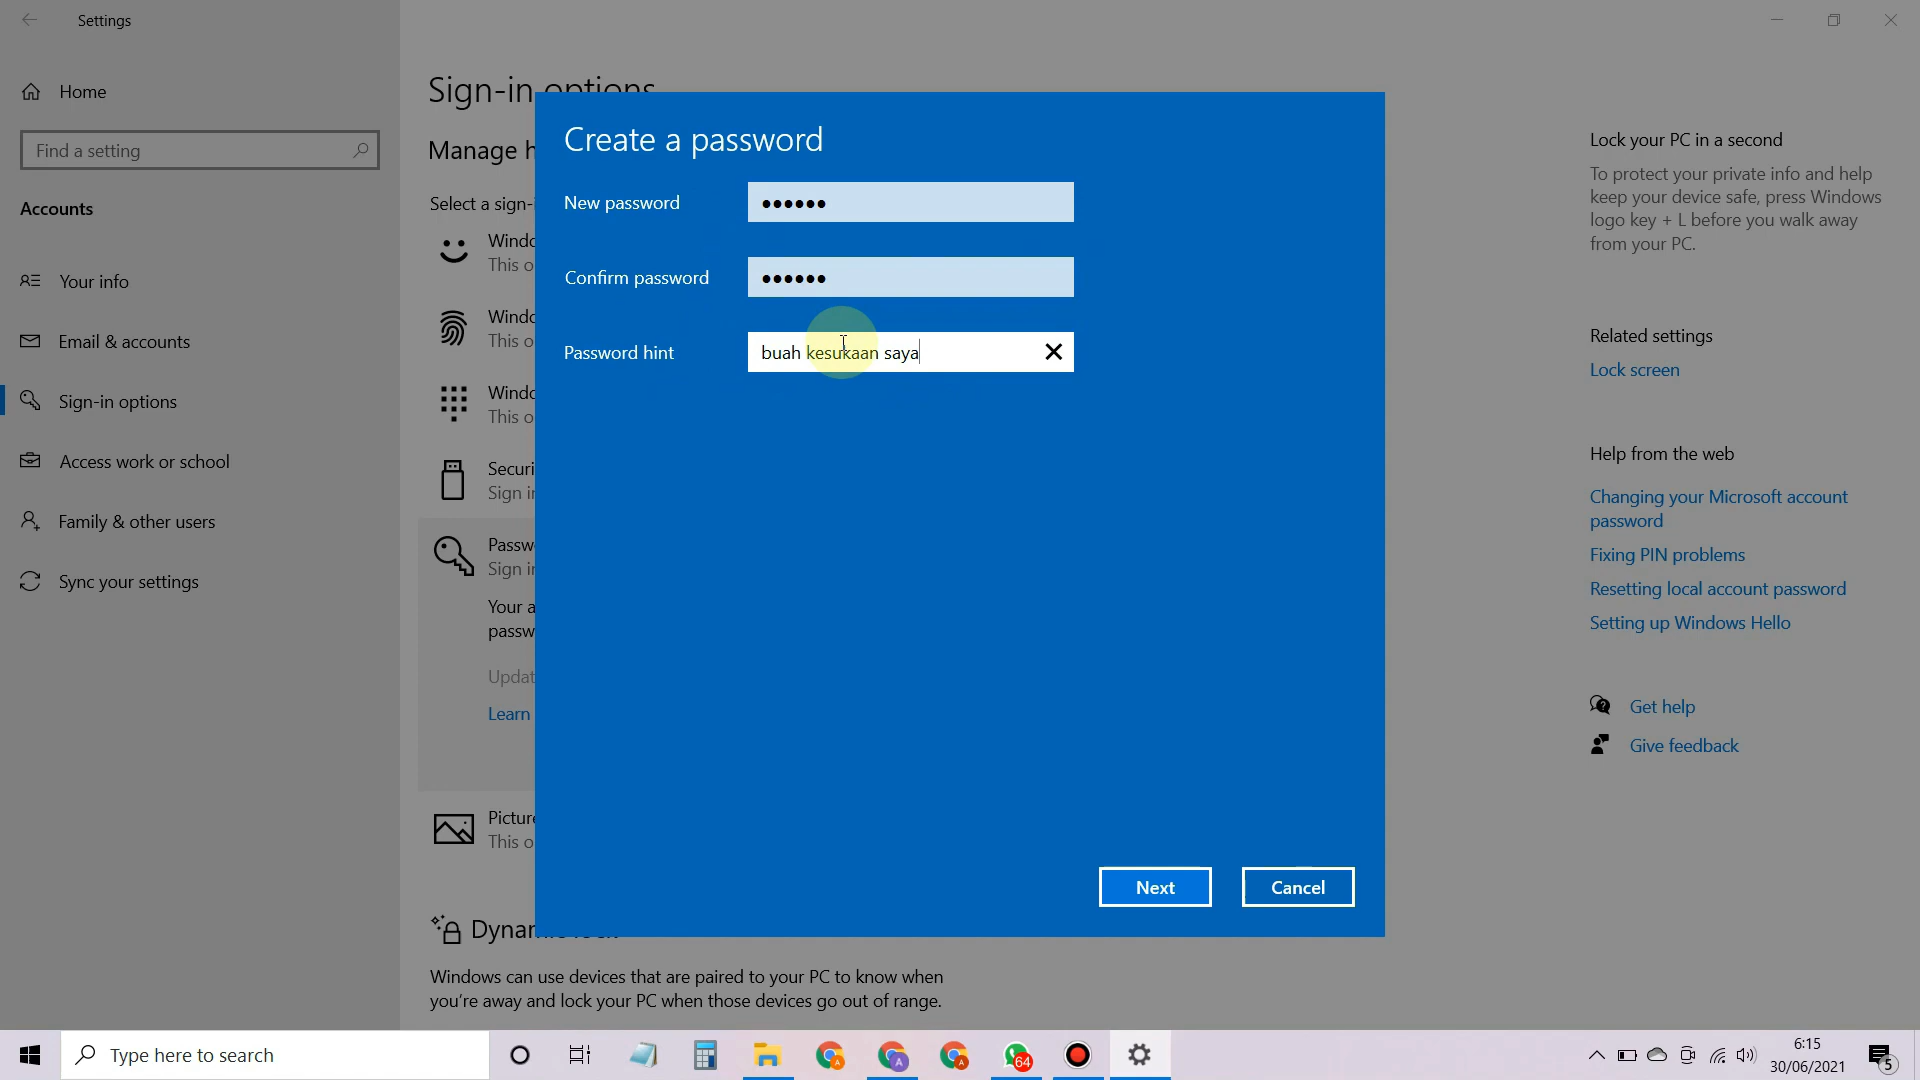 Settings
Home
Find a setting
Accounts
Your info
Email & accounts
Sign-in options
Access work or school
Family & other users
Sync your settings
Sign-in options
Manage h
Select a sign-i
Windo
This o
Windo
This o
Windo
This o
Securi
Sign in
Passw
Sign in
Your a
passw
Updat
Learn
Picture
This o
Windows can use devices that are paired to your PC to know when
you're away and lock your PC when those devices go out of range.
Create a password
New password
●●●●●●
Confirm password
●●●●●●
Password hint
buah kesukaan saya
Next
Cancel
Lock your PC in a second
To protect your private info and help
keep your device safe, press Windows
logo key + L before you walk away
from your PC.
Related settings
Lock screen
Help from the web
Changing your Microsoft account
password
Fixing PIN problems
Resetting local account password
Setting up Windows Hello
Get help
Give feedback
Type here to search
64
6:15
30/06/2021
5